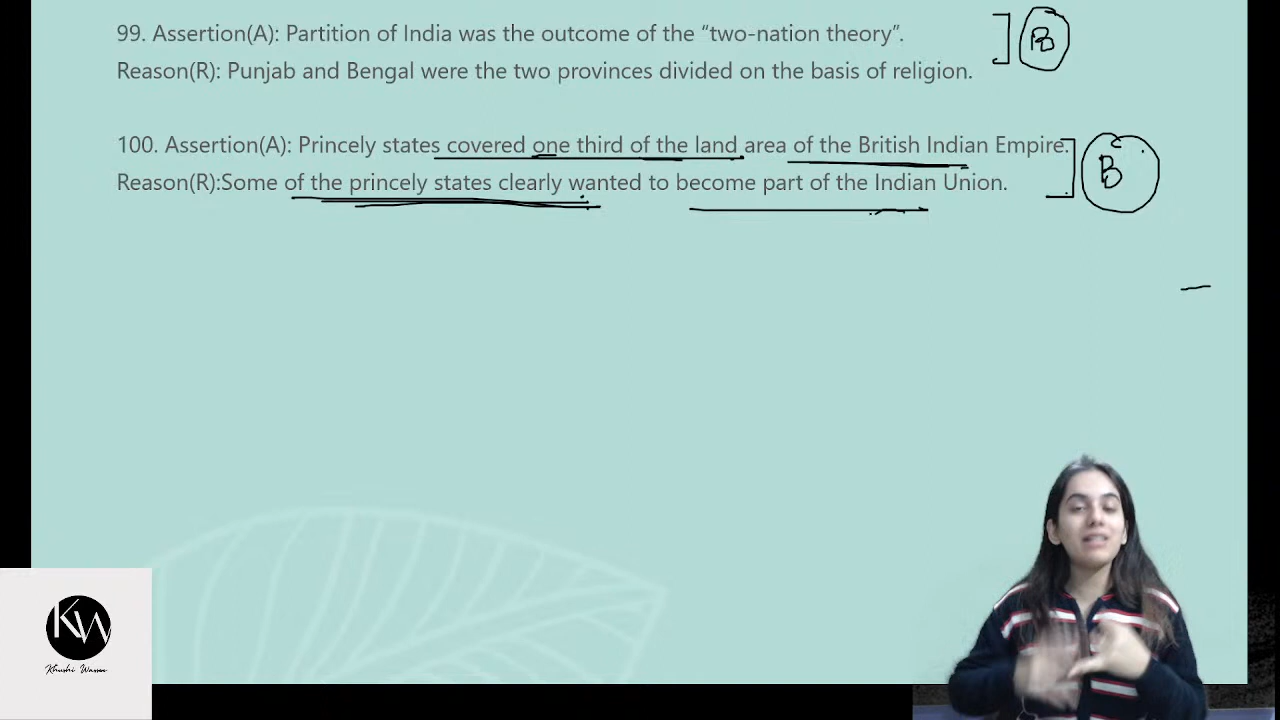 99. Assertion(A): Partition of India was the outcome of the “two-nation theory”.
B
Reason(R): Punjab and Bengal were the two provinces divided on the basis of religion.
100. Assertion(A): Princely states covered one third of the land area of the British Indian Empire.
B
Reason(R):Some of the princely states clearly wanted to become part of the Indian Union.
KW
Khushi Wasson